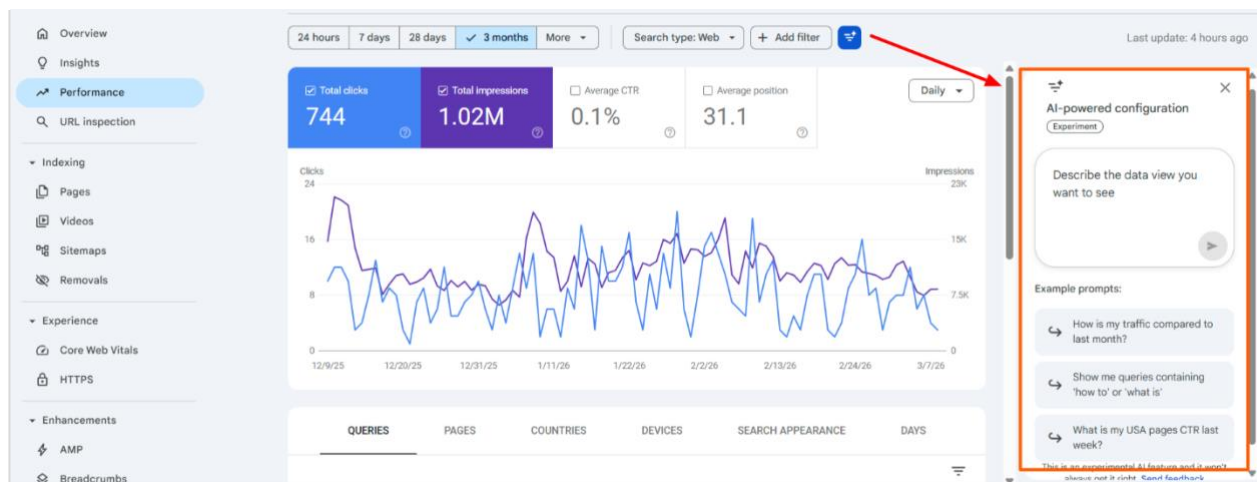 Overview
Insights
Performance
URL inspection
Indexing
Pages
Videos
Sitemaps
Removals
Experience
Core Web Vitals
HTTPS
Enhancements
AMP
Breadcrumbs
24 hours 7 days 28 days 3 months More Search type: Web + Add filter
Last update: 4 hours ago
Total clicks
744
Total impressions
1.02M
Average CTR
0.1%
Average position
31.1
Daily
Clicks Impressions
24 23K
16 15K
8 7.5K
0 0
12/9/25 12/20/25 12/31/25 1/11/26 1/22/26 2/2/26 2/13/26 2/24/26 3/7/26
QUERIES PAGES COUNTRIES DEVICES SEARCH APPEARANCE DAYS
AI-powered configuration
Experiment
Describe the data view you
want to see
Example prompts:
How is my traffic compared to
last month?
Show me queries containing
'how to' or 'what is'
What is my USA pages CTR last
week?
This is an experimental AI feature and it won't
always get it right. Send feedback